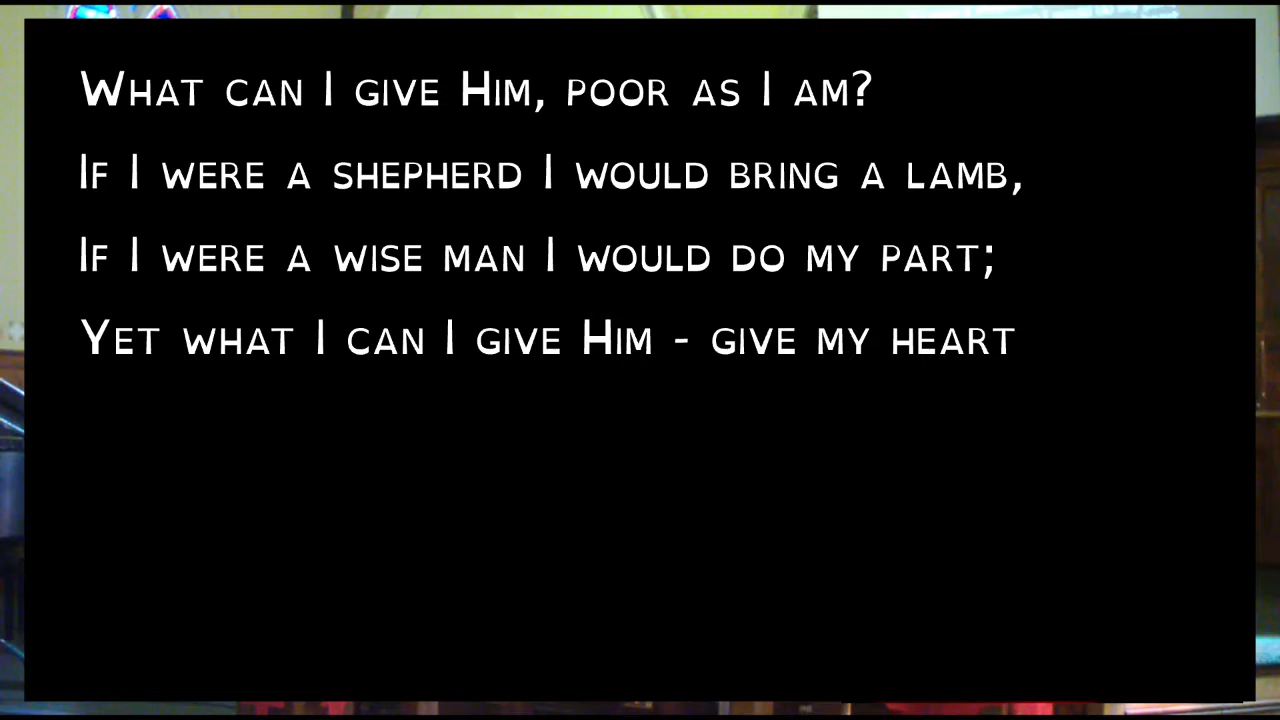 What can I give Him, poor as I am?
If I were a shepherd I would bring a lamb,
If I were a wise man I would do my part;
Yet what I can I give Him - give my heart